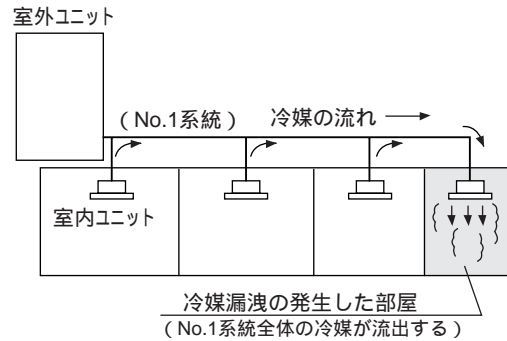 室外ユニット
（No.1系統） 冷媒の流れ
室内ユニット
冷媒漏洩の発生した部屋
（No.1系統全体の冷媒が流出する）